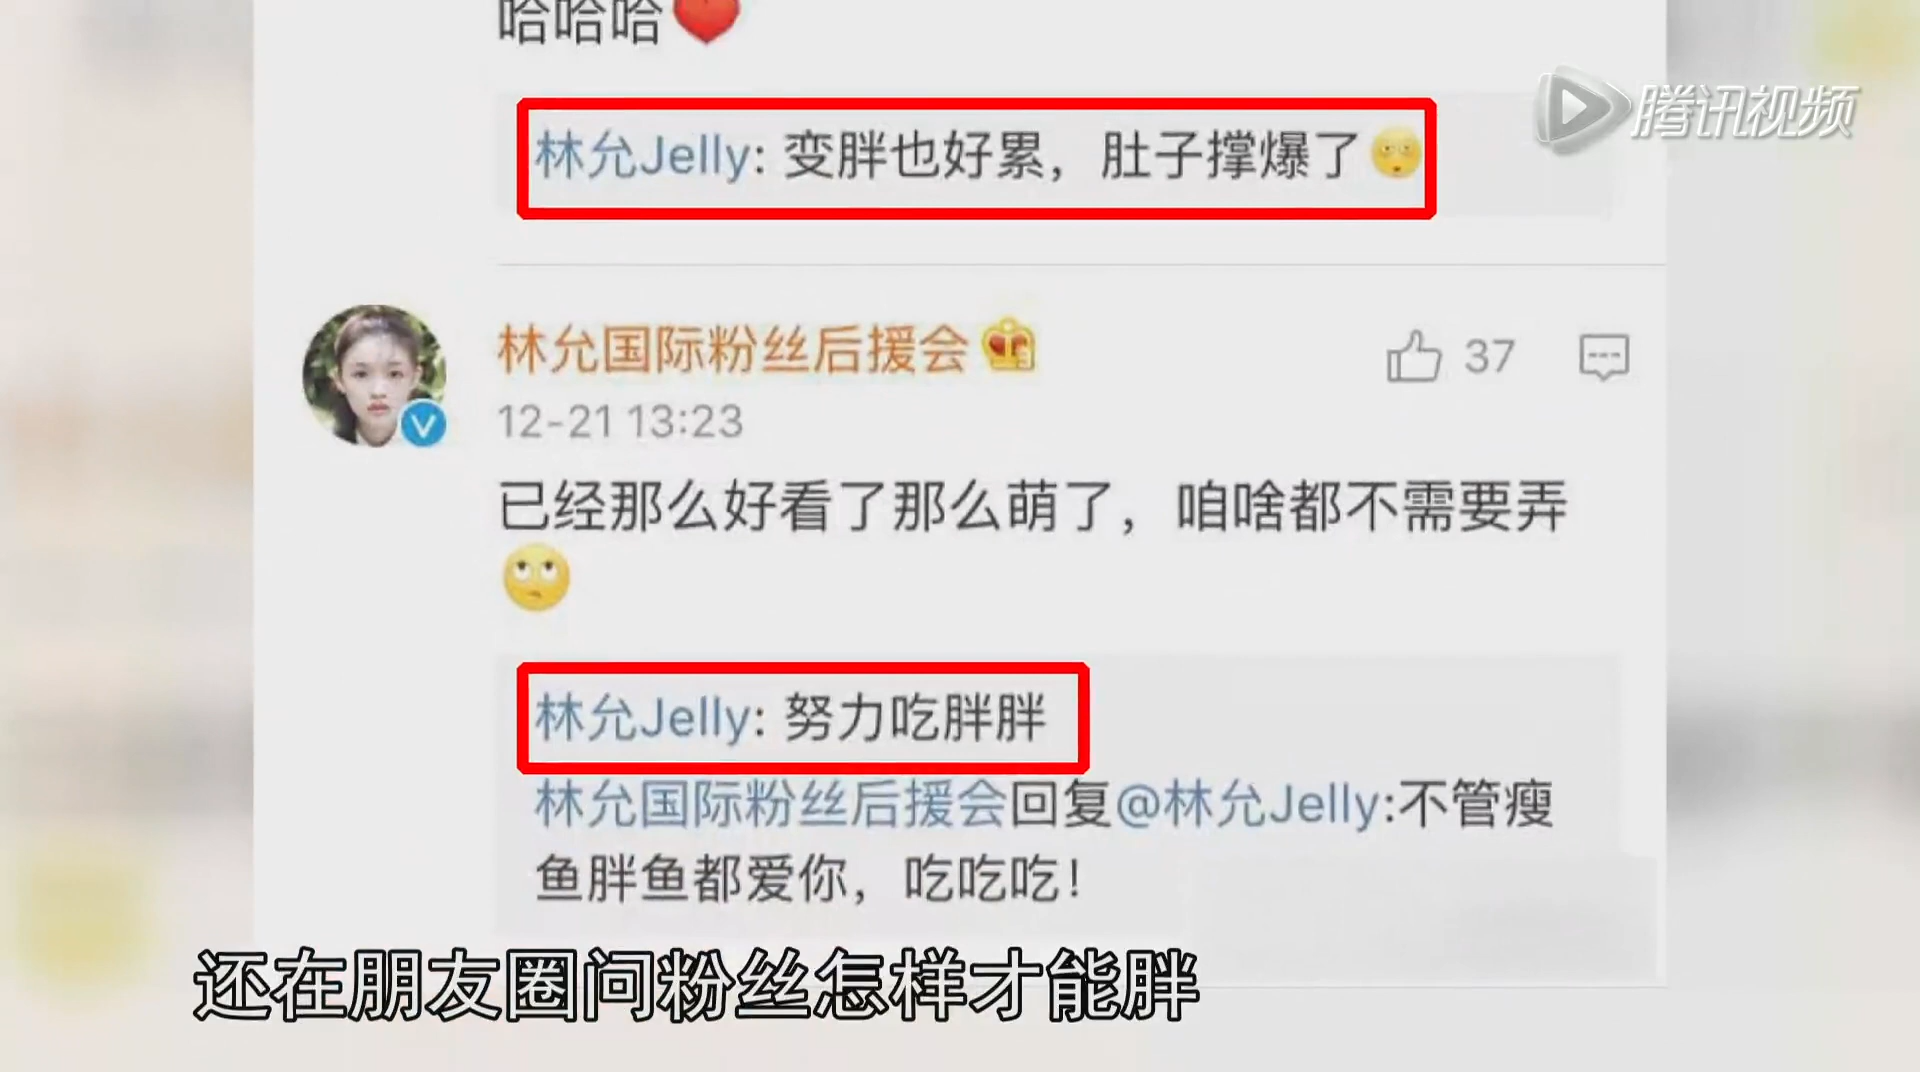 哈哈哈
腾讯视频
林允Jelly: 变胖也好累，肚子撑爆了
林允国际粉丝后援会
37
12-21 13:23
已经那么好看了那么萌了，咱啥都不需要弄
林允Jelly: 努力吃胖胖
林允国际粉丝后援会回复@林允Jelly:不管瘦
鱼胖鱼都爱你，吃吃吃！
还在朋友圈问粉丝怎样才能胖